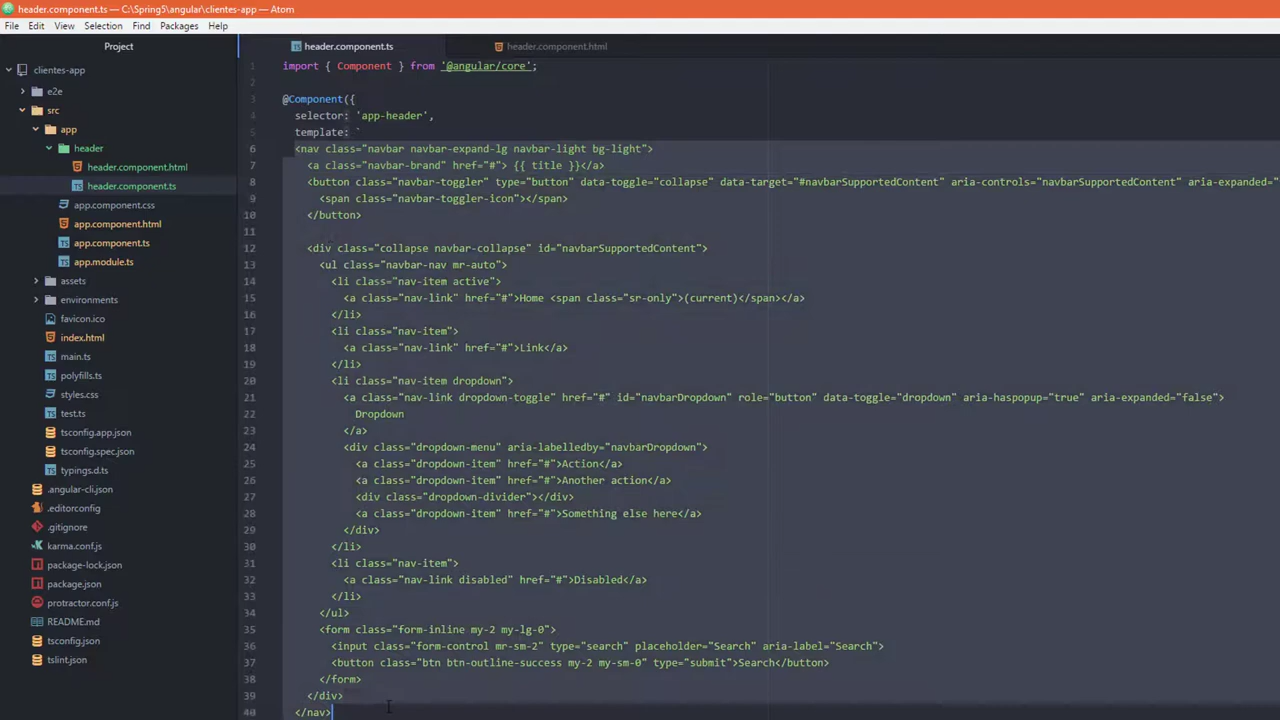 header.component.ts — C:\Spring5\angular\clientes-app — Atom
File Edit View Selection Find Packages Help
Project
header.component.ts
header.component.html
clientes-app
e2e
src
app
header
header.component.html
header.component.ts
app.component.css
app.component.html
app.component.ts
app.module.ts
assets
environments
favicon.ico
index.html
main.ts
polyfills.ts
styles.css
test.ts
tsconfig.app.json
tsconfig.spec.json
typings.d.ts
.angular-cli.json
.editorconfig
.gitignore
karma.conf.js
package-lock.json
package.json
protractor.conf.js
README.md
tsconfig.json
tslint.json
1 import { Component } from '@angular/core';
2
3 @Component({
4 selector: 'app-header',
5 template: `
6 <nav class="navbar navbar-expand-lg navbar-light bg-light">
7 <a class="navbar-brand" href="#"> {{ title }}</a>
8 <button class="navbar-toggler" type="button" data-toggle="collapse" data-target="#navbarSupportedContent" aria-controls="navbarSupportedContent" aria-expanded="
9 <span class="navbar-toggler-icon"></span>
10 </button>
11
12 <div class="collapse navbar-collapse" id="navbarSupportedContent">
13 <ul class="navbar-nav mr-auto">
14 <li class="nav-item active">
15 <a class="nav-link" href="#">Home <span class="sr-only">(current)</span></a>
16 </li>
17 <li class="nav-item">
18 <a class="nav-link" href="#">Link</a>
19 </li>
20 <li class="nav-item dropdown">
21 <a class="nav-link dropdown-toggle" href="#" id="navbarDropdown" role="button" data-toggle="dropdown" aria-haspopup="true" aria-expanded="false">
22 Dropdown
23 </a>
24 <div class="dropdown-menu" aria-labelledby="navbarDropdown">
25 <a class="dropdown-item" href="#">Action</a>
26 <a class="dropdown-item" href="#">Another action</a>
27 <div class="dropdown-divider"></div>
28 <a class="dropdown-item" href="#">Something else here</a>
29 </div>
30 </li>
31 <li class="nav-item">
32 <a class="nav-link disabled" href="#">Disabled</a>
33 </li>
34 </ul>
35 <form class="form-inline my-2 my-lg-0">
36 <input class="form-control mr-sm-2" type="search" placeholder="Search" aria-label="Search">
37 <button class="btn btn-outline-success my-2 my-sm-0" type="submit">Search</button>
38 </form>
39 </div>
40 </nav>